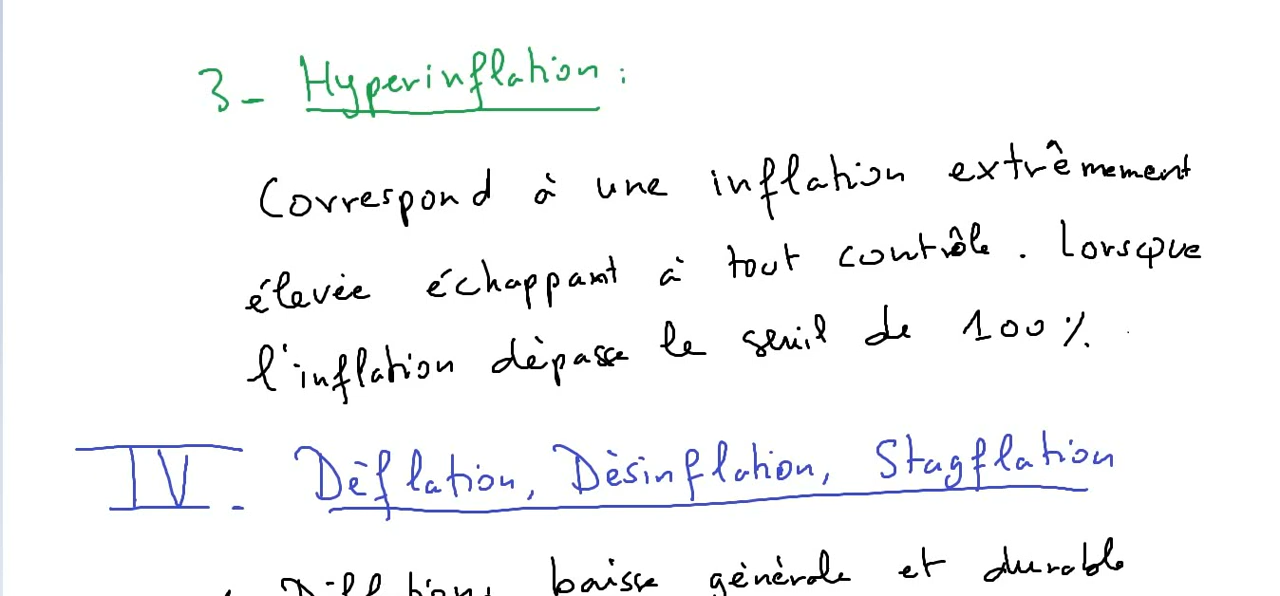 3- Hyperinflation :
Correspond à une inflation extrêmement
élevée échappant à tout contrôle. Lorsque
l'inflation dépasse le seuil de 100%.
IV. Déflation, Désinflation, Stagflation
baisse générale et durable